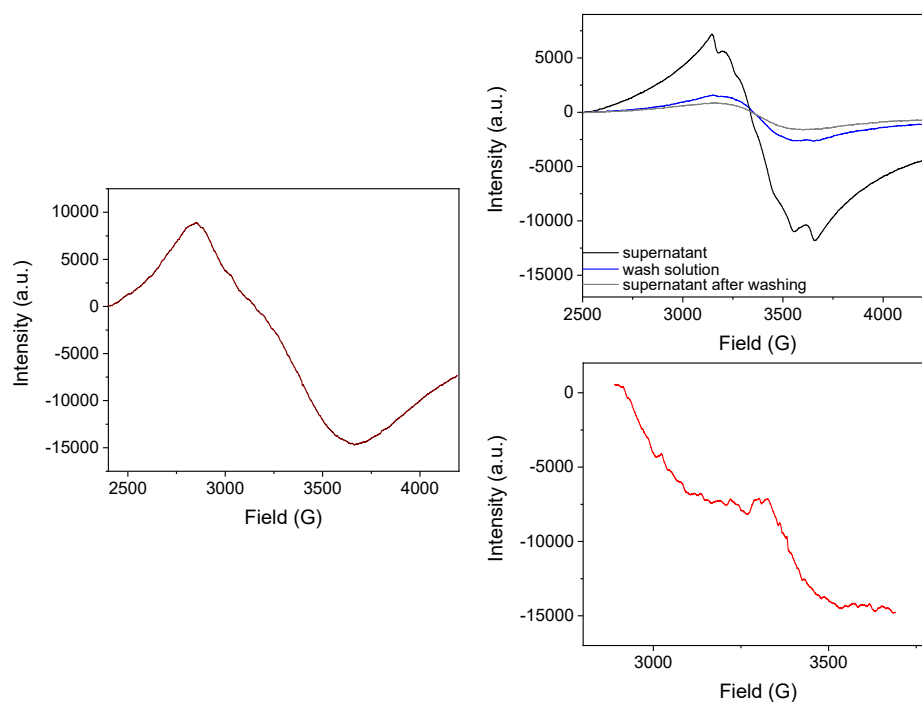 10000
5000
0
-5000
-10000
-15000
Intensity (a.u.)
2500 3000 3500 4000
Field (G)
5000
0
-5000
-10000
-15000
Intensity (a.u.)
supernatant
wash solution
supernatant after washing
2500 3000 3500 4000
Field (G)
0
-5000
-10000
-15000
Intensity (a.u.)
3000 3500
Field (G)